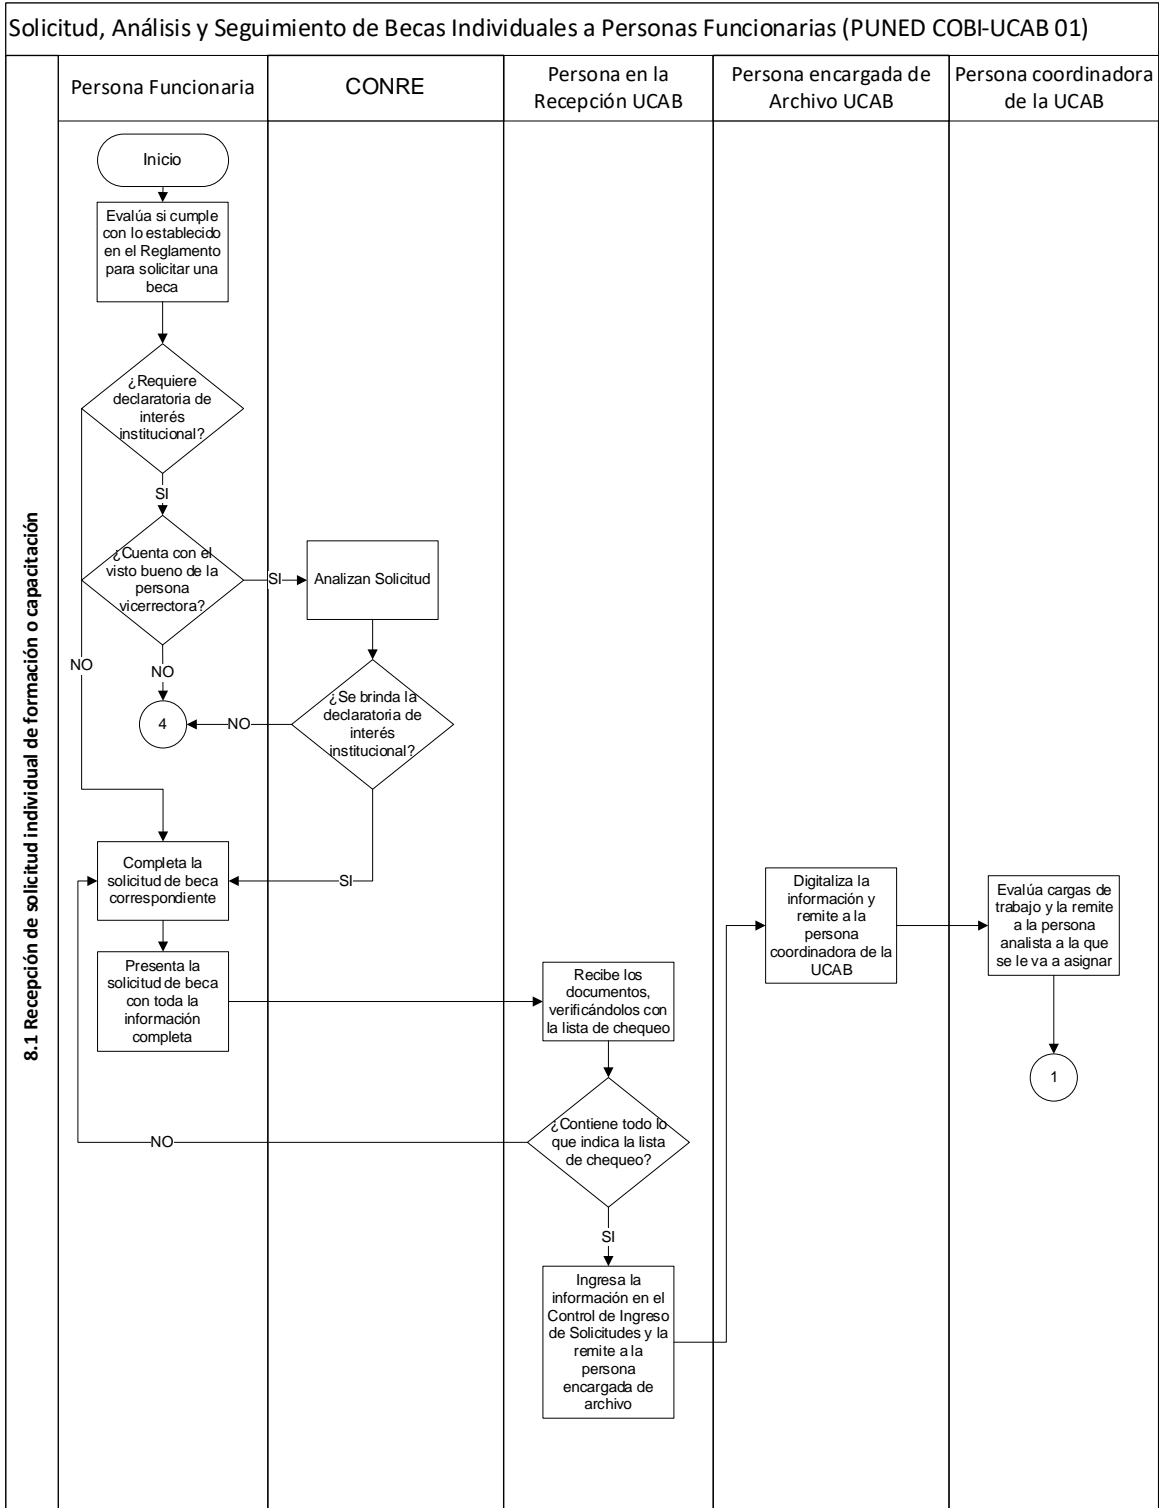 Solicitud, Análisis y Seguimiento de Becas Individuales a Personas Funcionarias (PUNED COBI-UCAB 01)
8.1 Recepción de solicitud individual de formación o capacitación
Persona Funcionaria
CONRE
Persona en la
Recepción UCAB
Persona encargada de
Archivo UCAB
Persona coordinadora
de la UCAB
Inicio
Evalúa si cumple
con lo establecido
en el Reglamento
para solicitar una
beca
¿Requiere
declaratoria de
interés
institucional?
SI
¿Cuenta con el
visto bueno de la
persona
vicerrectora?
SI
Analizan Solicitud
NO
NO
4
NO
¿Se brinda la
declaratoria de
interés
institucional?
SI
Completa la
solicitud de beca
correspondiente
Presenta la
solicitud de beca
con toda la
información
completa
Recibe los
documentos,
verificándolos con
la lista de chequeo
¿Contiene todo lo
que indica la lista
de chequeo?
NO
SI
Ingresa la
información en el
Control de Ingreso
de Solicitudes y la
remite a la
persona
encargada de
archivo
Digitaliza la
información y
remite a la
persona
coordinadora de la
UCAB
Evalúa cargas de
trabajo y la remite
a la persona
analista a la que
se le va a asignar
1